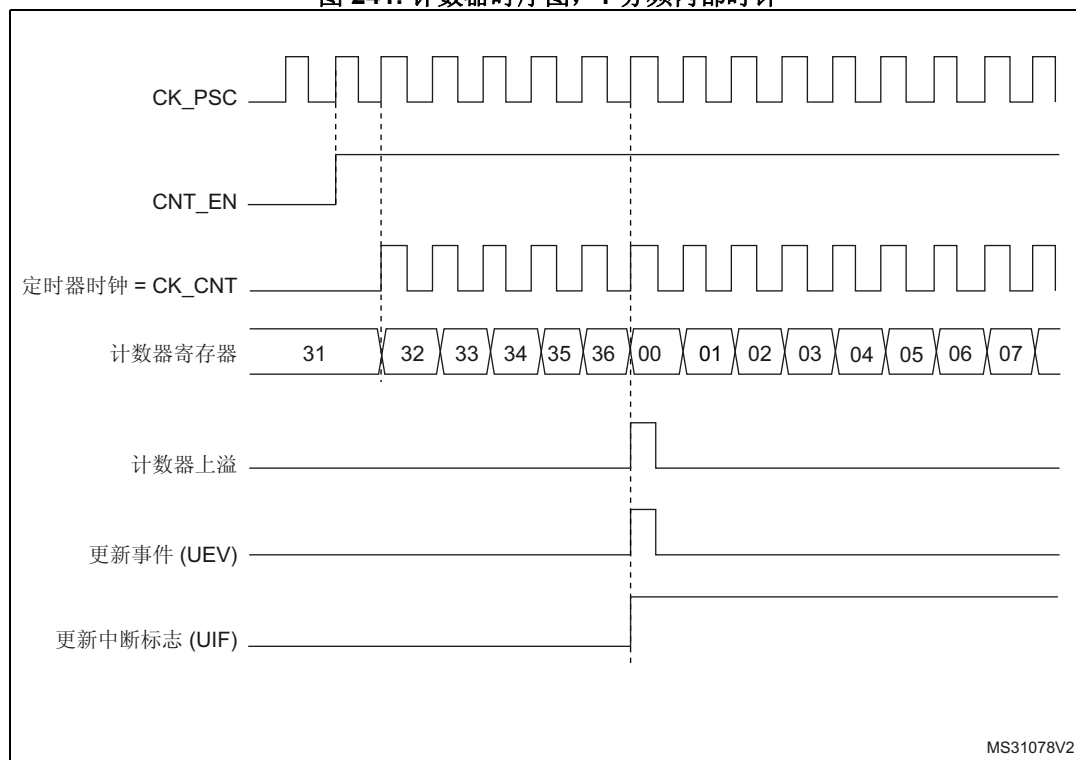 CK_PSC
CNT_EN
定时器时钟 = CK_CNT
计数器寄存器 31 32 33 34 35 36 00 01 02 03 04 05 06 07
计数器上溢
更新事件 (UEV)
更新中断标志 (UIF)
MS31078V2